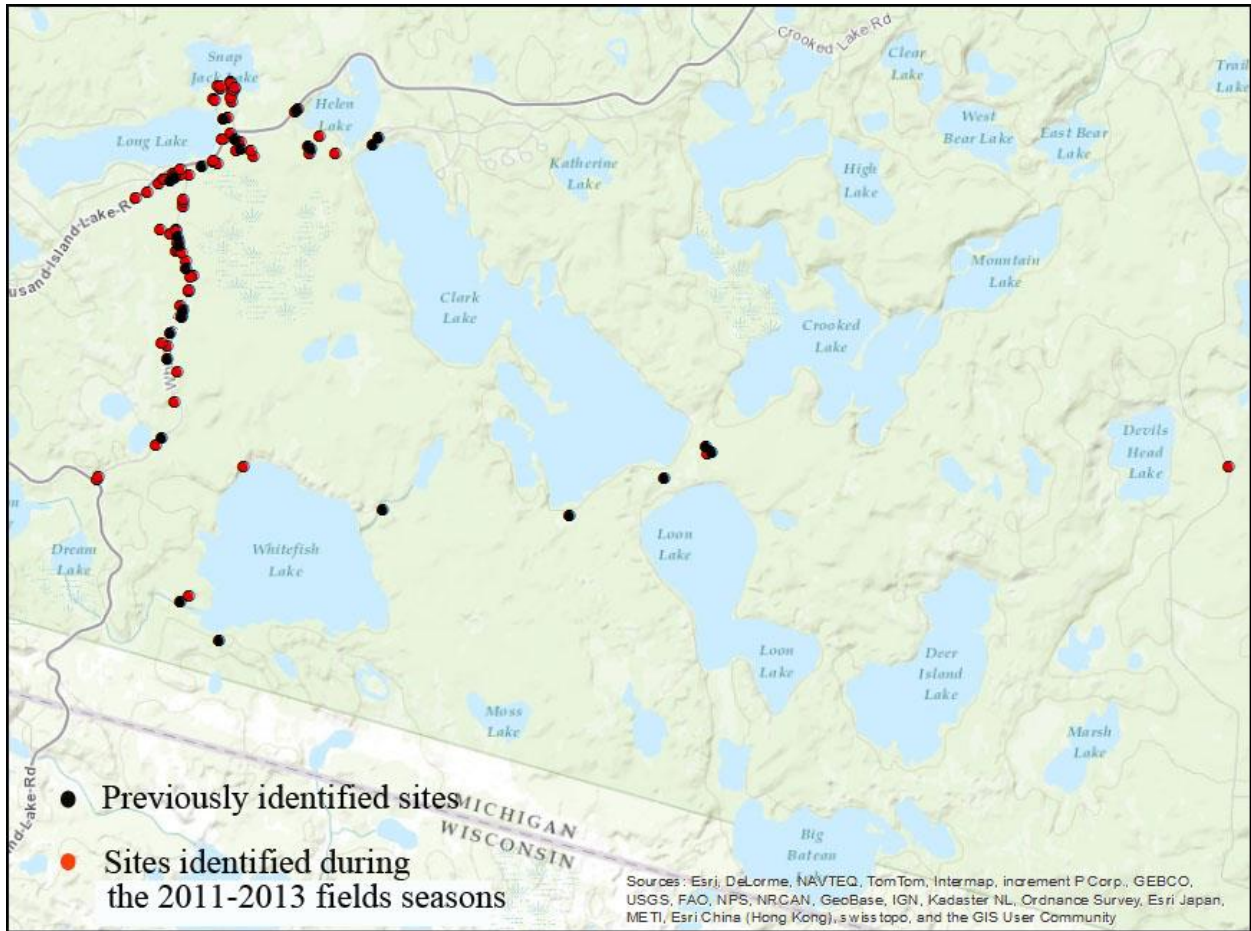 Crooked Lake Rd
Snap
Jack Lake
Clear
Lake
Trail
Lake
Helen
Lake
West
Bear Lake
East Bear
Lake
Long Lake
Katherine
Lake
High
Lake
usand-Island-Lake-R
Mountain
Lake
Clark
Lake
Crooked
Lake
Wh
Devils
Head
Lake
Dream
Lake
Whitefish
Lake
Loon
Lake
Loon
Lake
Deer
Island
Lake
Moss
Lake
Marsh
Lake
nd-Lake-Rd
Previously identified sites
MICHIGAN
WISCONSIN
Big
Bateau
Sites identified during
the 2011-2013 fields seasons
Sources: Esri, DeLorme, NAVTEQ, TomTom, Intermap, increment P Corp., GEBCO,
USGS, FAO, NPS, NRCAN, GeoBase, IGN, Kadaster NL, Ordnance Survey, Esri Japan,
METI, Esri China (Hong Kong), swisstopo, and the GIS User Community